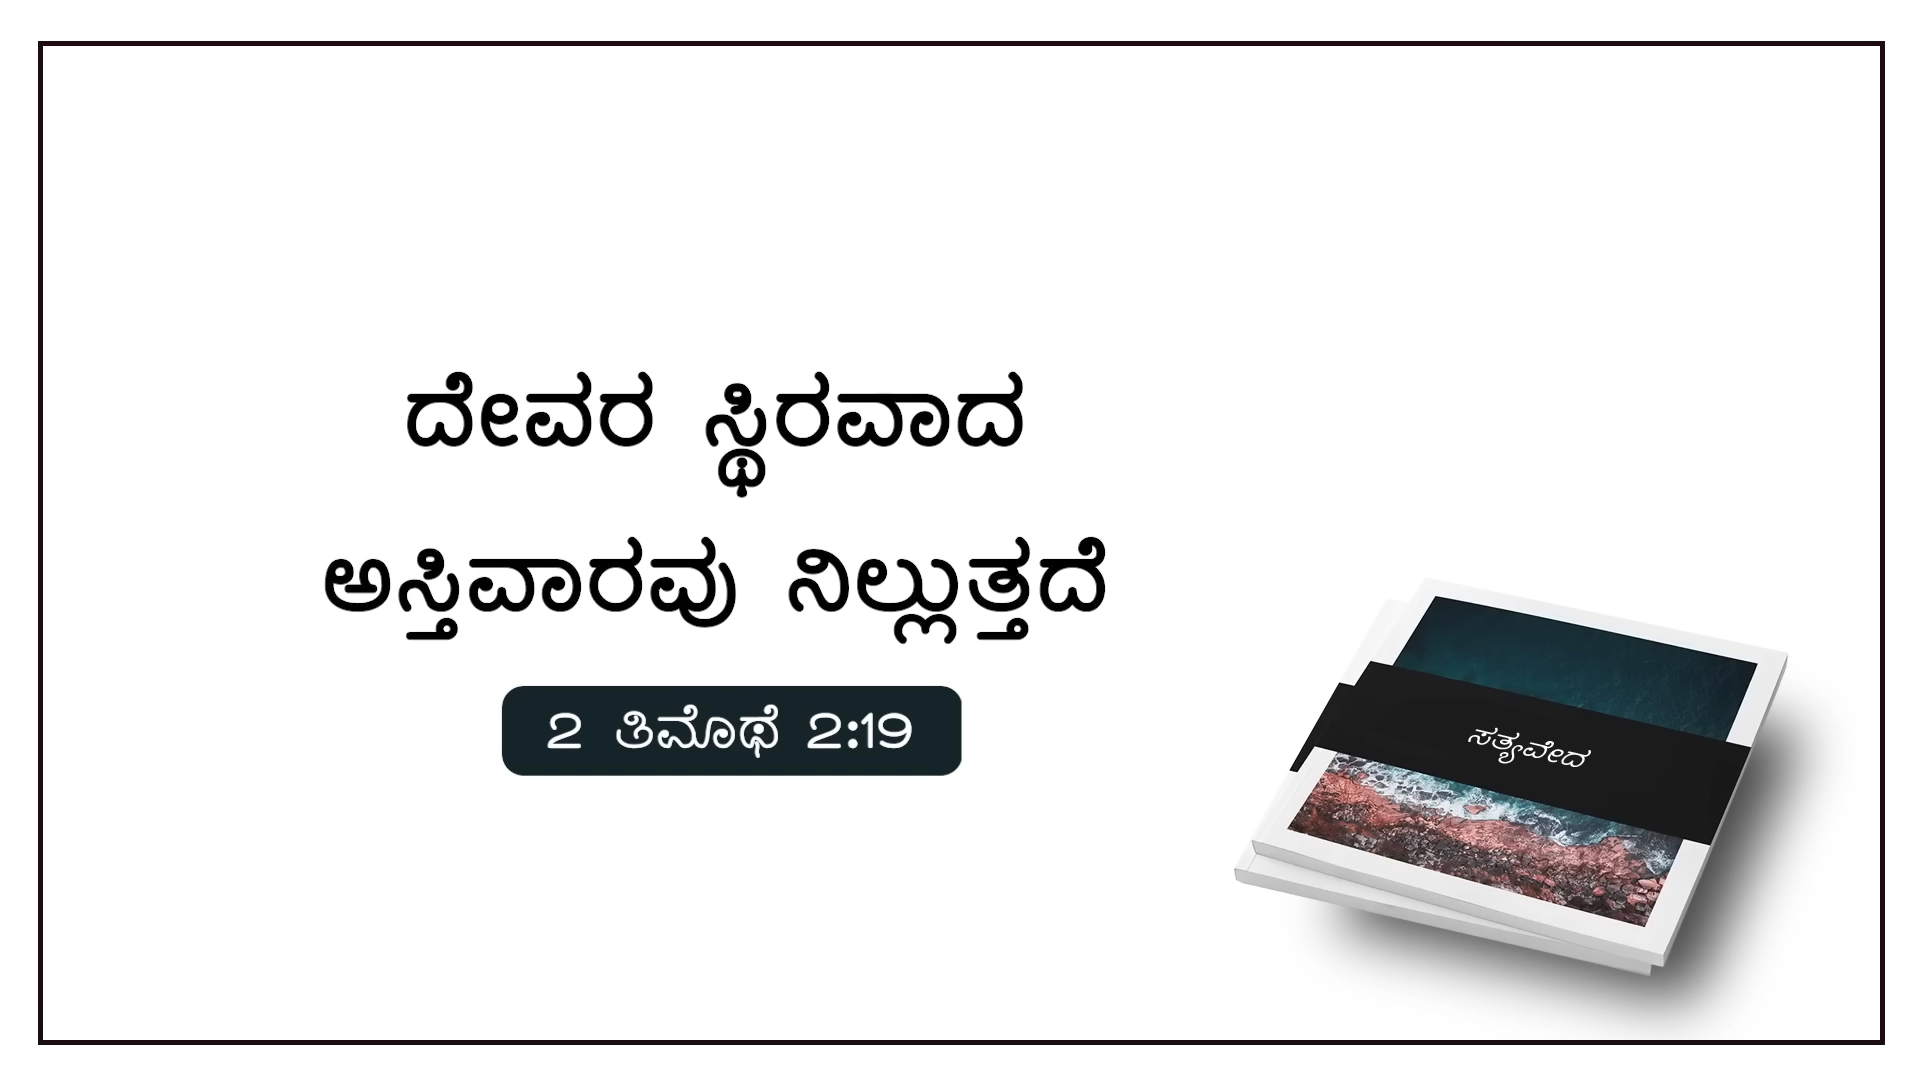 ದೇವರ ಸ್ಥಿರವಾದ
ಅಸ್ತಿವಾರವು ನಿಲ್ಲುತ್ತದೆ
2 ತಿಮೊಥೆ 2:19
ಸತ್ಯವೇದ